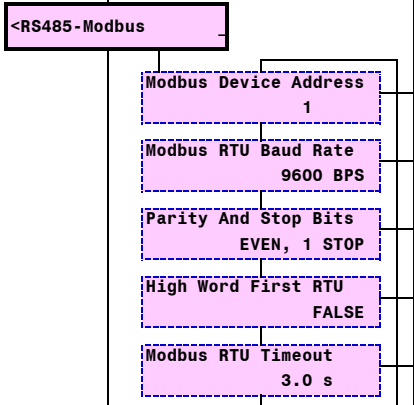 <RS485-Modbus _
Modbus Device Address
1
Modbus RTU Baud Rate
9600 BPS
Parity And Stop Bits
EVEN, 1 STOP
High Word First RTU
FALSE
Modbus RTU Timeout
3.0 s